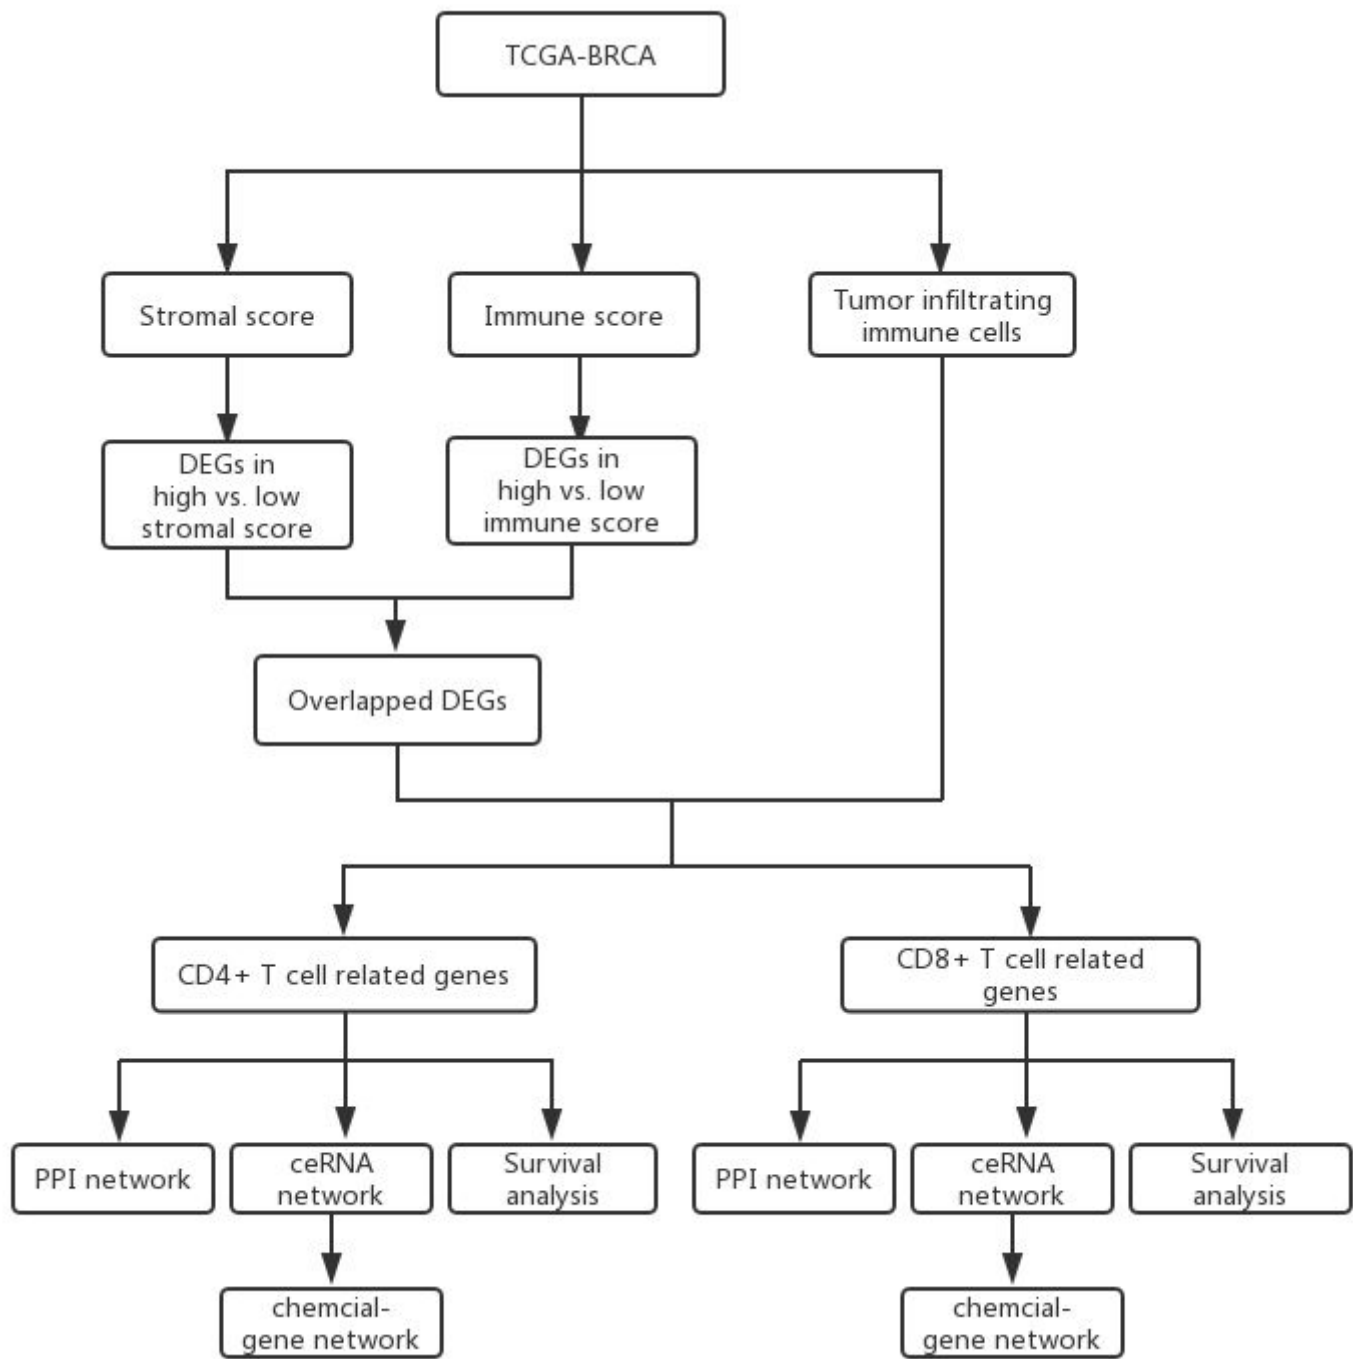 TCGA-BRCA
Stromal score
Immune score
Tumor infiltrating
immune cells
DEGs in
high vs. low
stromal score
DEGs in
high vs. low
immune score
Overlapped DEGs
CD4+ T cell related genes
CD8+ T cell related
genes
PPI network
ceRNA
network
Survival
analysis
PPI network
ceRNA
network
Survival
analysis
chemcial-
gene network
chemcial-
gene network